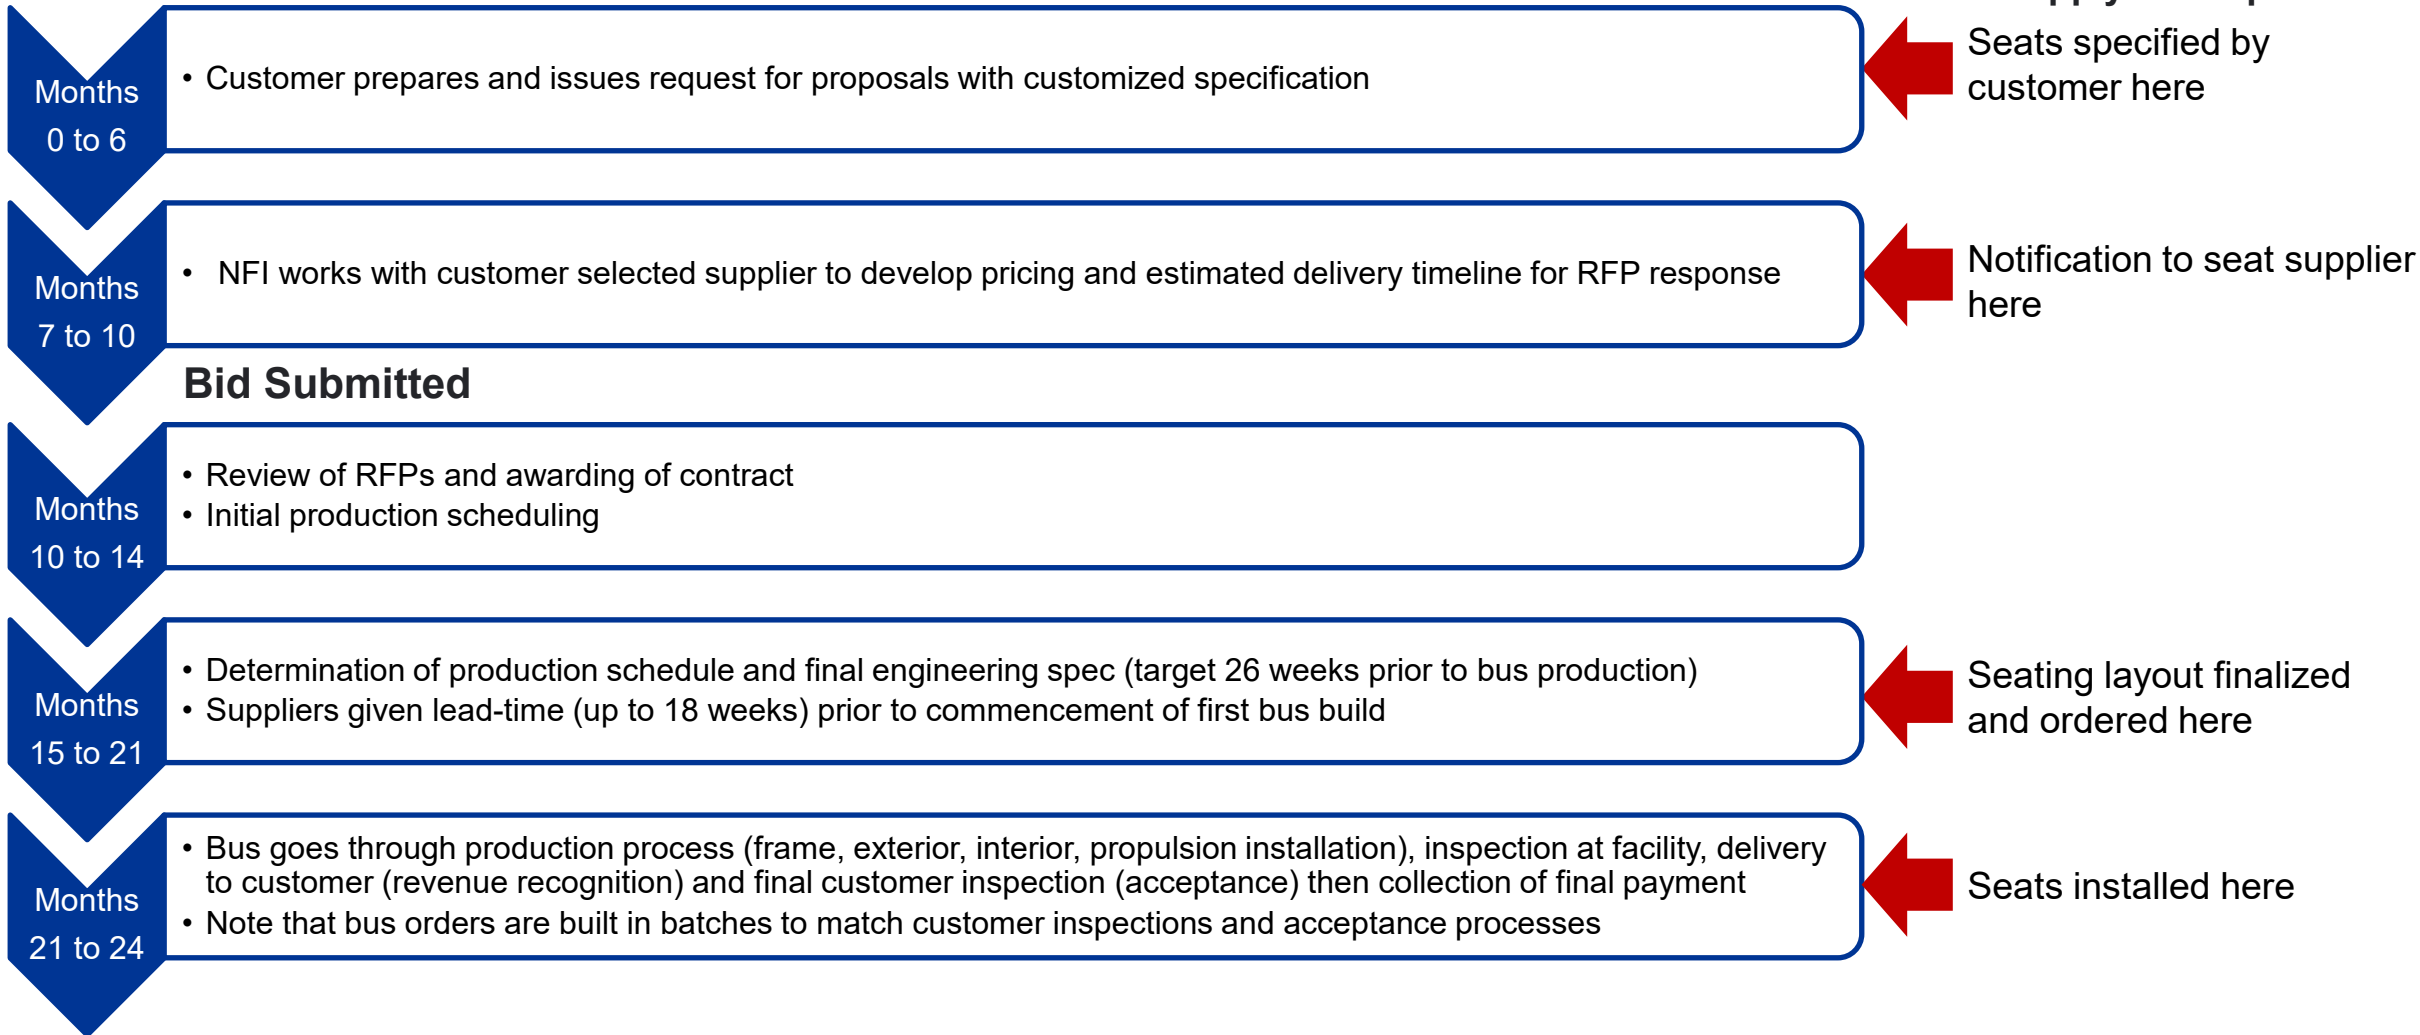 Months
0 to 6
• Customer prepares and issues request for proposals with customized specification
Seats specified by
customer here
Months
7 to 10
• NFI works with customer selected supplier to develop pricing and estimated delivery timeline for RFP response
Notification to seat supplier
here
Bid Submitted
Months
10 to 14
• Review of RFPs and awarding of contract
• Initial production scheduling
Months
15 to 21
• Determination of production schedule and final engineering spec (target 26 weeks prior to bus production)
• Suppliers given lead-time (up to 18 weeks) prior to commencement of first bus build
Seating layout finalized
and ordered here
Months
21 to 24
• Bus goes through production process (frame, exterior, interior, propulsion installation), inspection at facility, delivery
to customer (revenue recognition) and final customer inspection (acceptance) then collection of final payment
• Note that bus orders are built in batches to match customer inspections and acceptance processes
Seats installed here